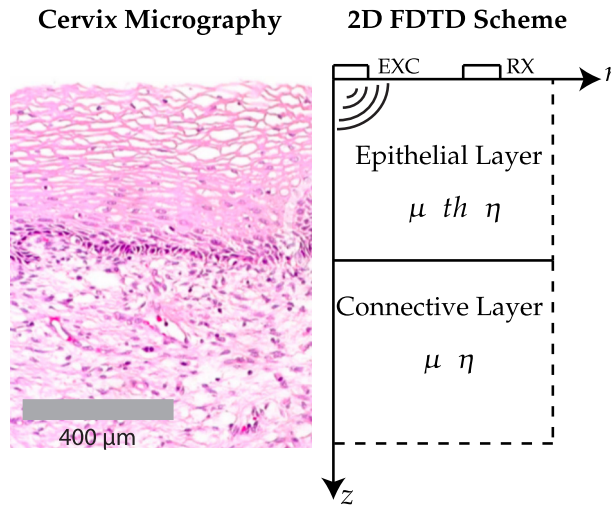 Cervix Micrography
2D FDTD Scheme
EXC
RX
r
Epithelial Layer
μ th η
Connective Layer
μ η
400 μm
z